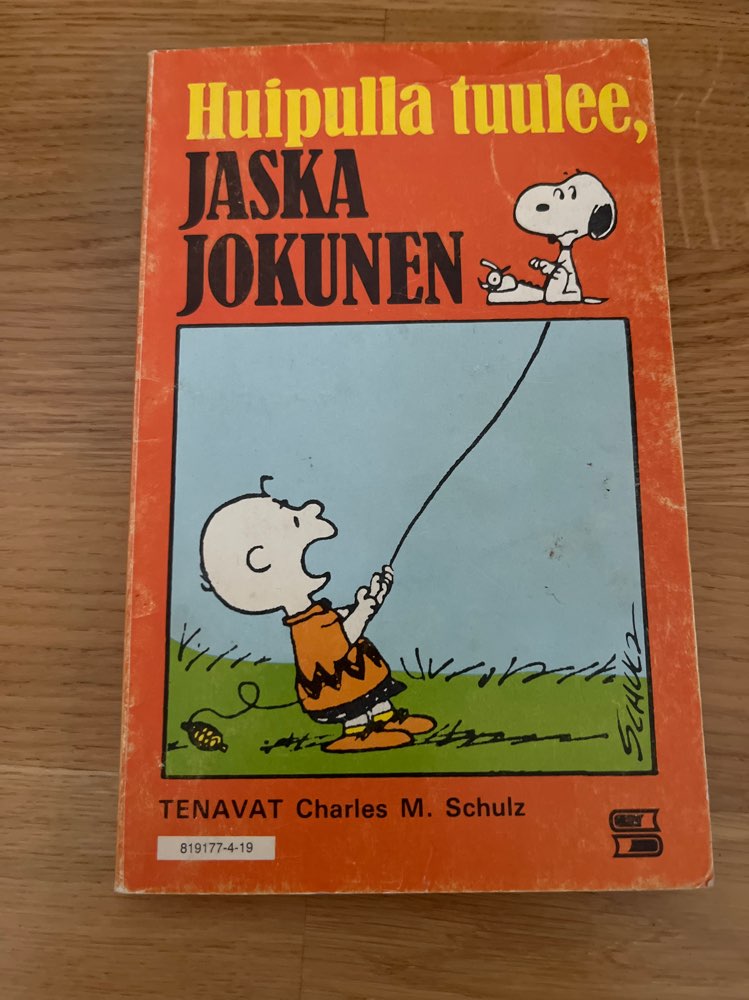 Huipulla tuulee,
JASKA
JOKUNEN
SCHULZ
TENAVAT Charles M. Schulz
819177-4-19